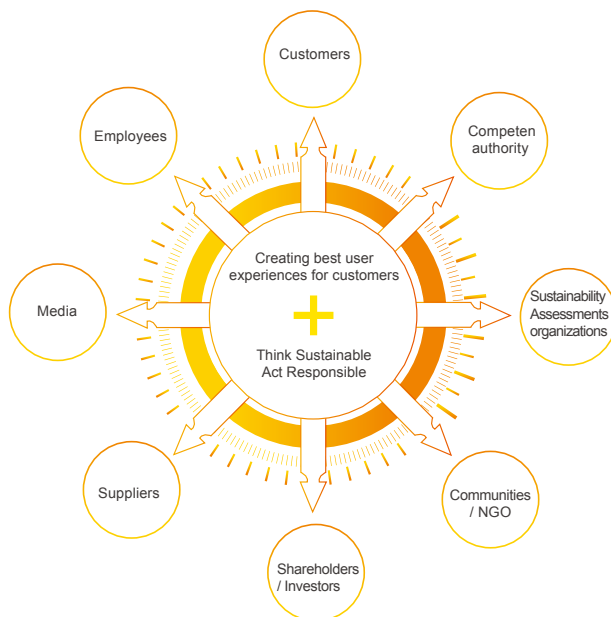 Customers
Employees
Competen
authority
Creating best user
experiences for customers
+
Think Sustainable
Act Responsible
Media
Sustainability
Assessments
organizations
Suppliers
Communities
/ NGO
Shareholders
/ Investors